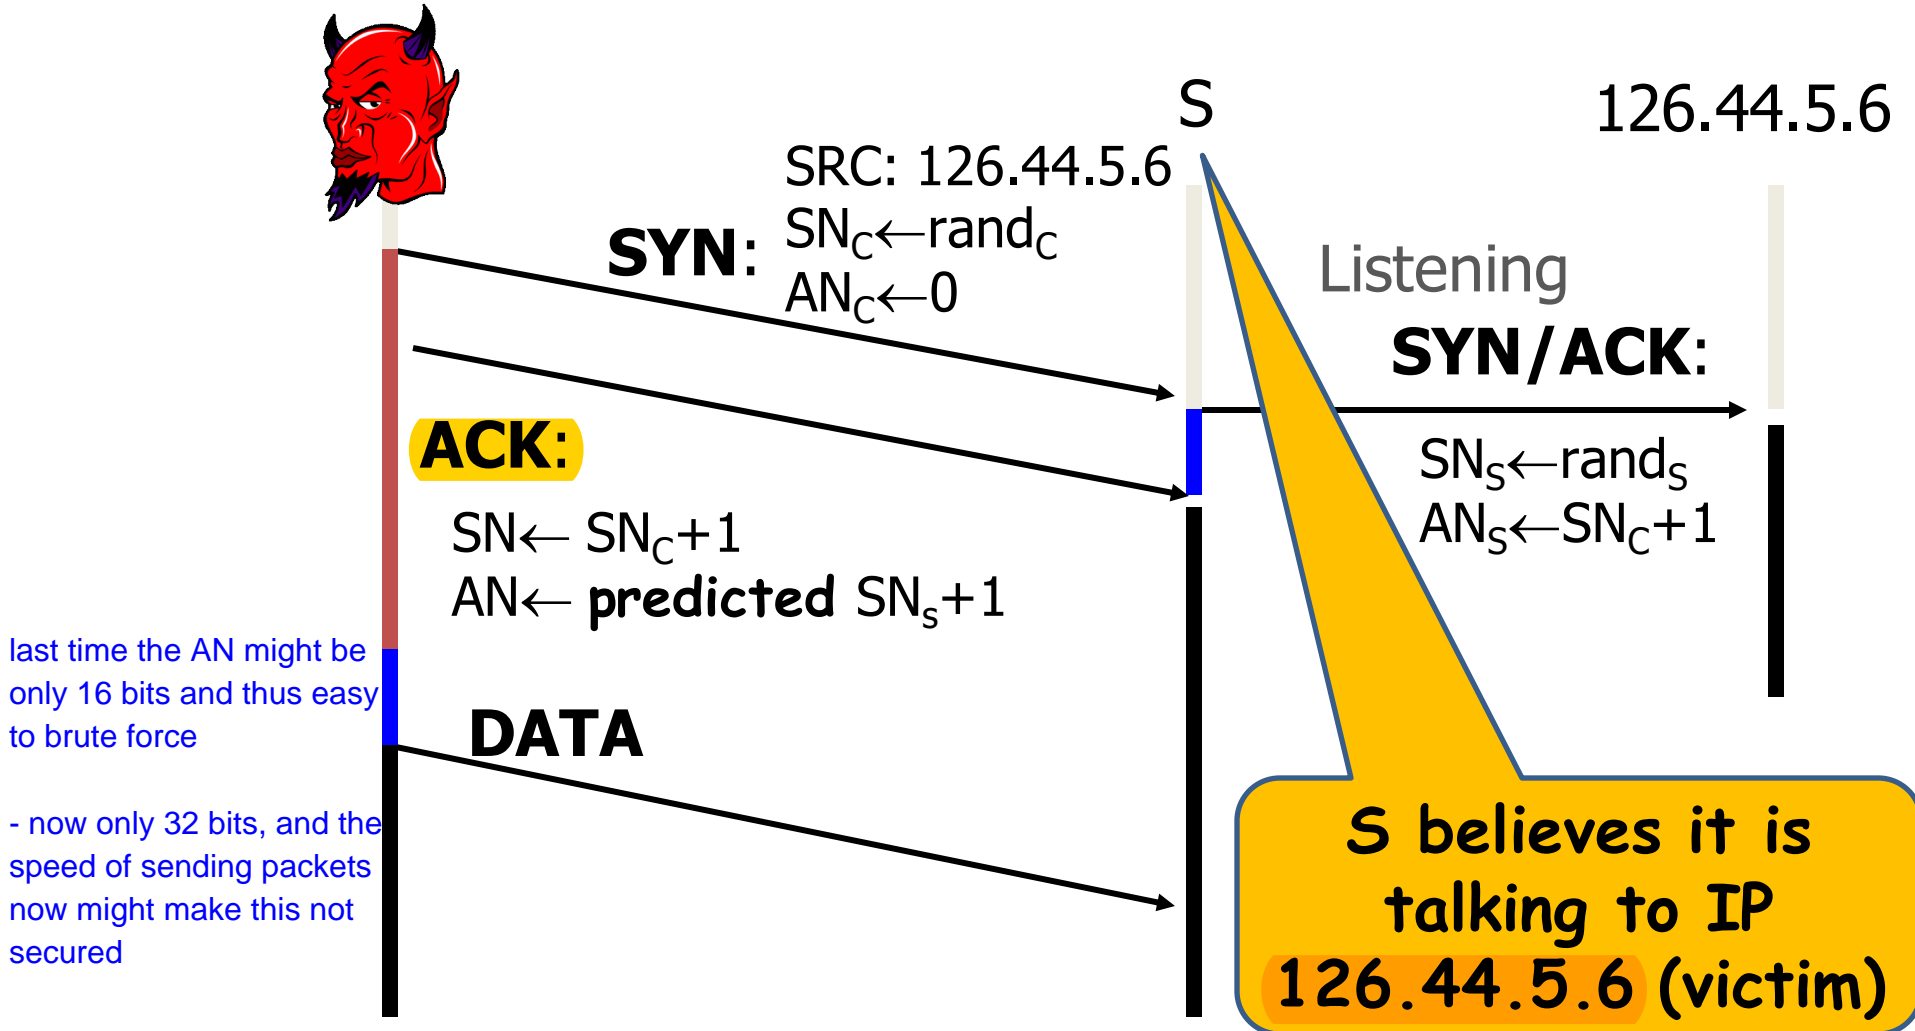 S
126.44.5.6
SRC: 126.44.5.6
SYN: SN_C←rand_C
AN_C←0
Listening
SYN/ACK:
SN_S←rand_S
AN_S←SN_C+1
ACK:
SN← SN_C+1
AN← predicted SN_s+1
last time the AN might be
only 16 bits and thus easy
to brute force
- now only 32 bits, and the
speed of sending packets
now might make this not
secured
DATA
S believes it is
talking to IP
126.44.5.6 (victim)